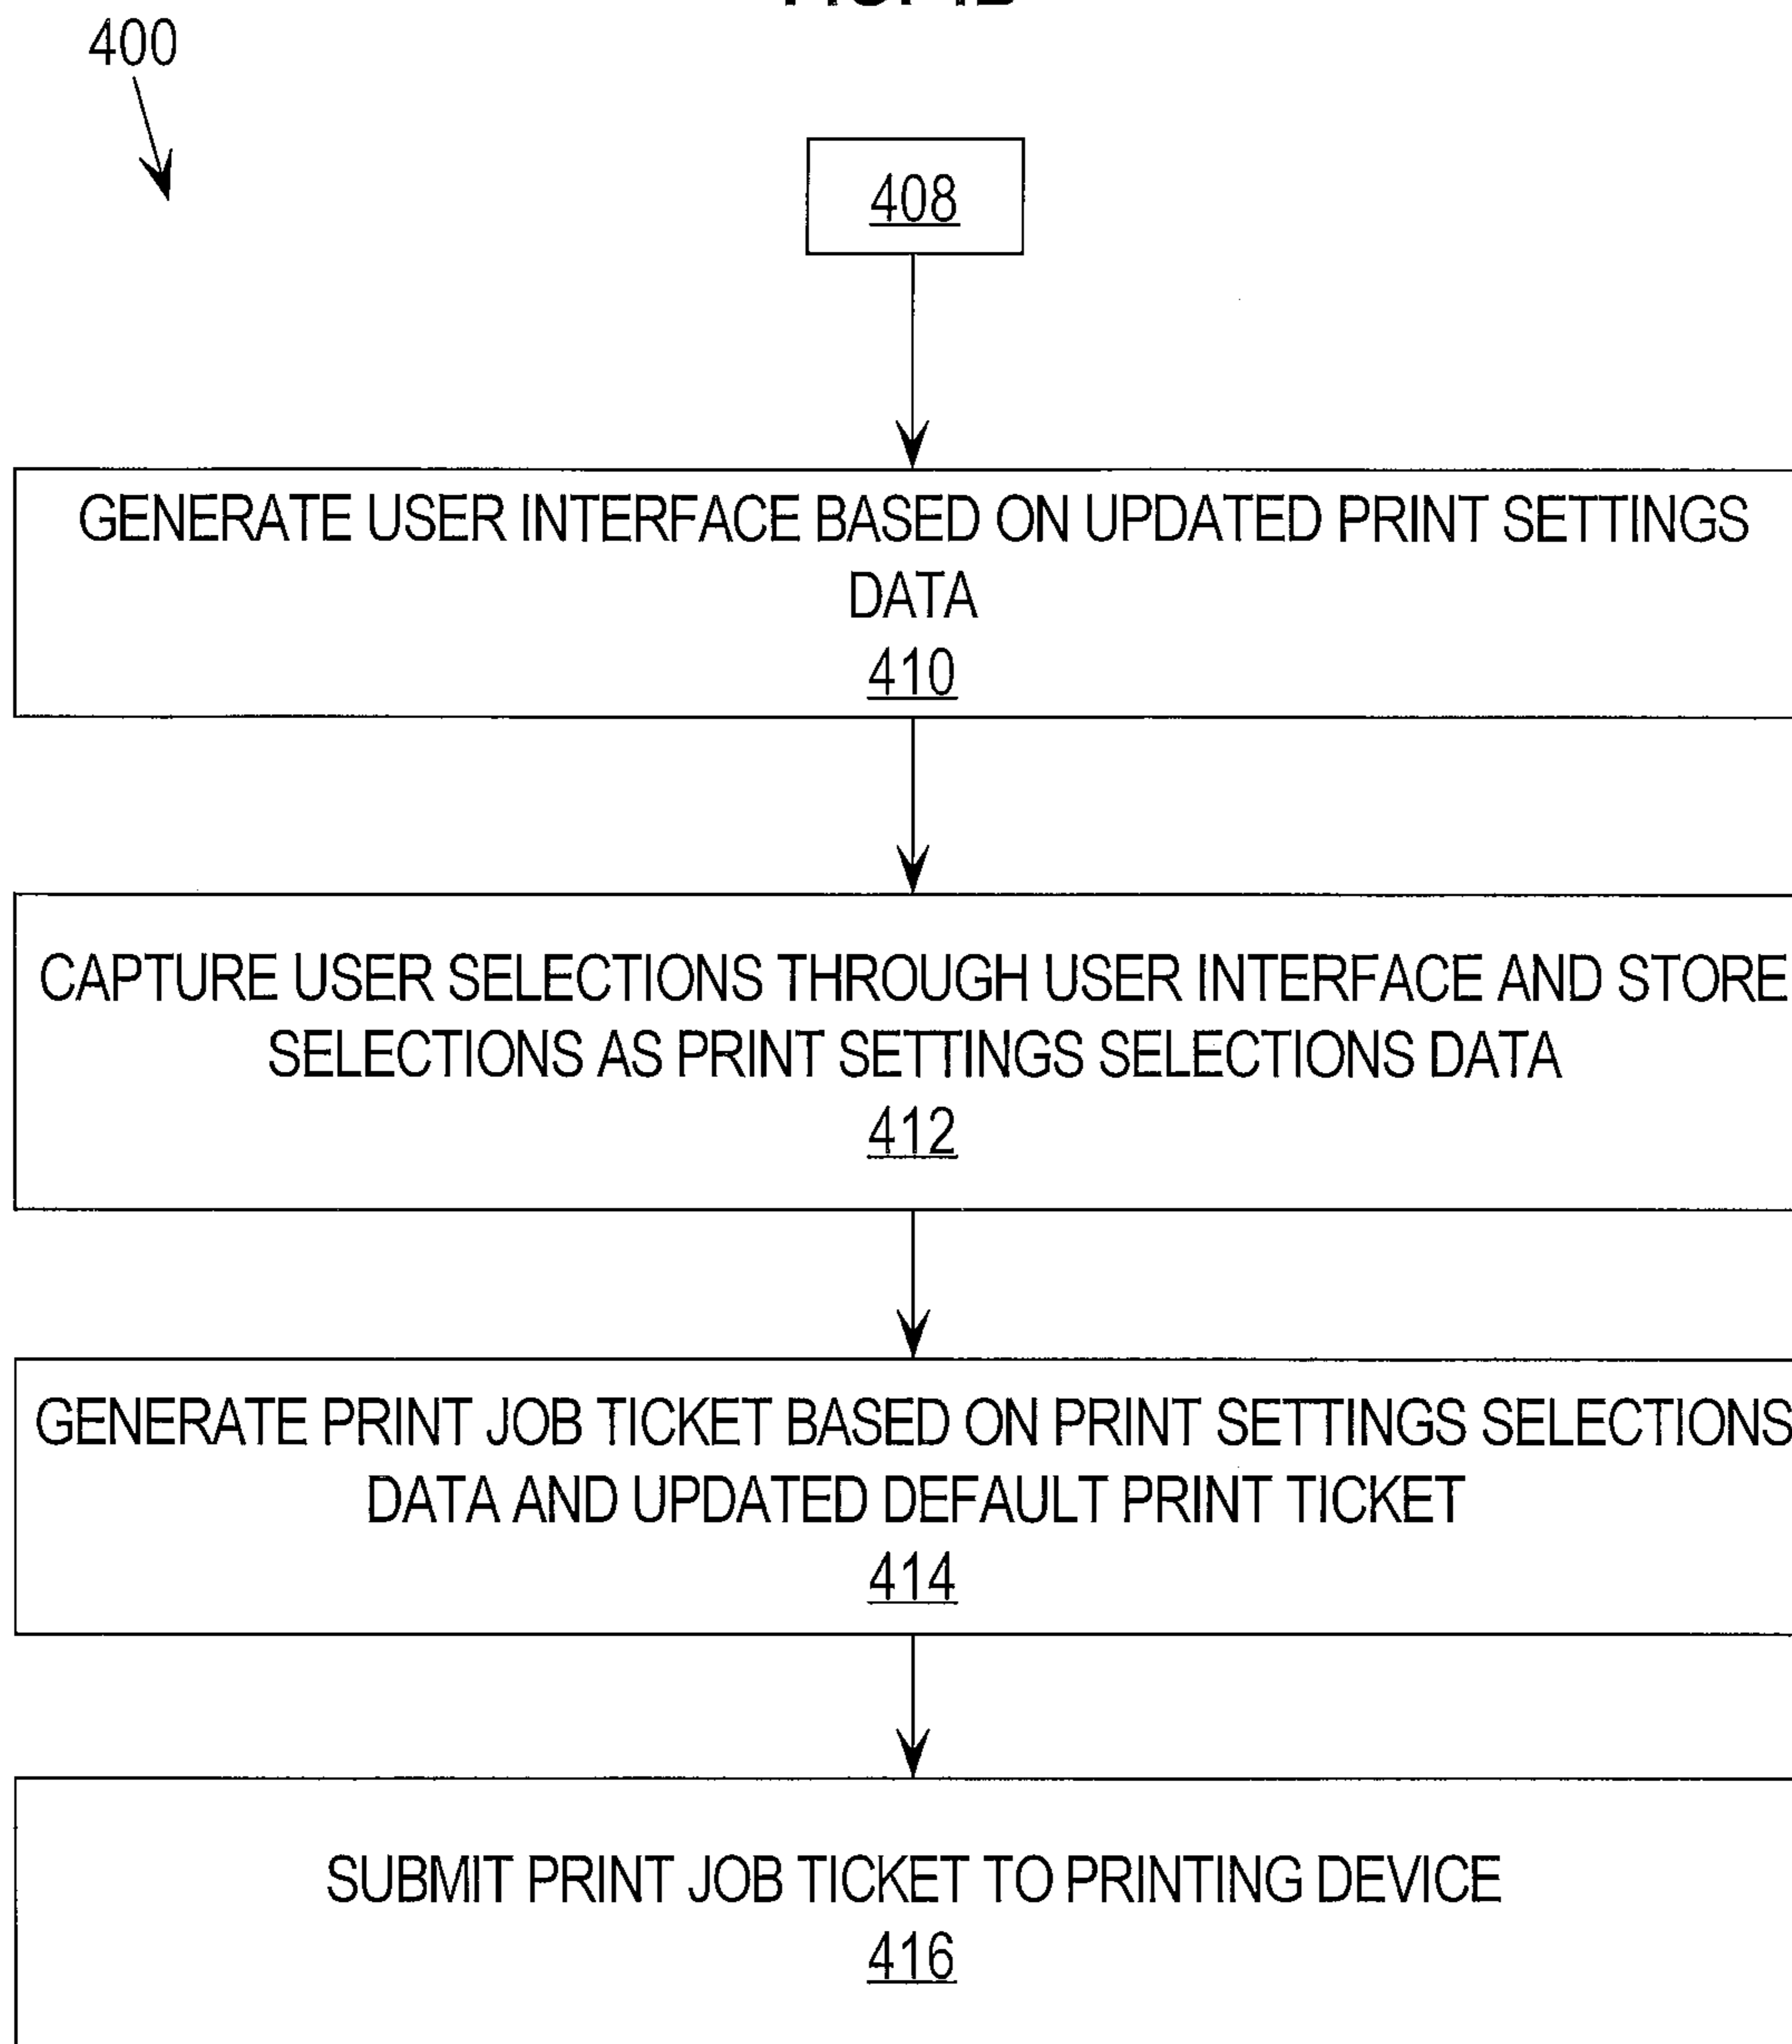 400
408
GENERATE USER INTERFACE BASED ON UPDATED PRINT SETTINGS
DATA
410
CAPTURE USER SELECTIONS THROUGH USER INTERFACE AND STORE
SELECTIONS AS PRINT SETTINGS SELECTIONS DATA
412
GENERATE PRINT JOB TICKET BASED ON PRINT SETTINGS SELECTIONS
DATA AND UPDATED DEFAULT PRINT TICKET
414
SUBMIT PRINT JOB TICKET TO PRINTING DEVICE
416